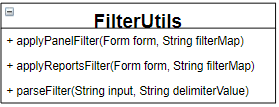 FilterUtils
+ applyPanelFilter(Form form, String filterMap)
+ applyReportsFilter(Form form, String filterMap)
+ parseFilter(String input, String delimiterValue)